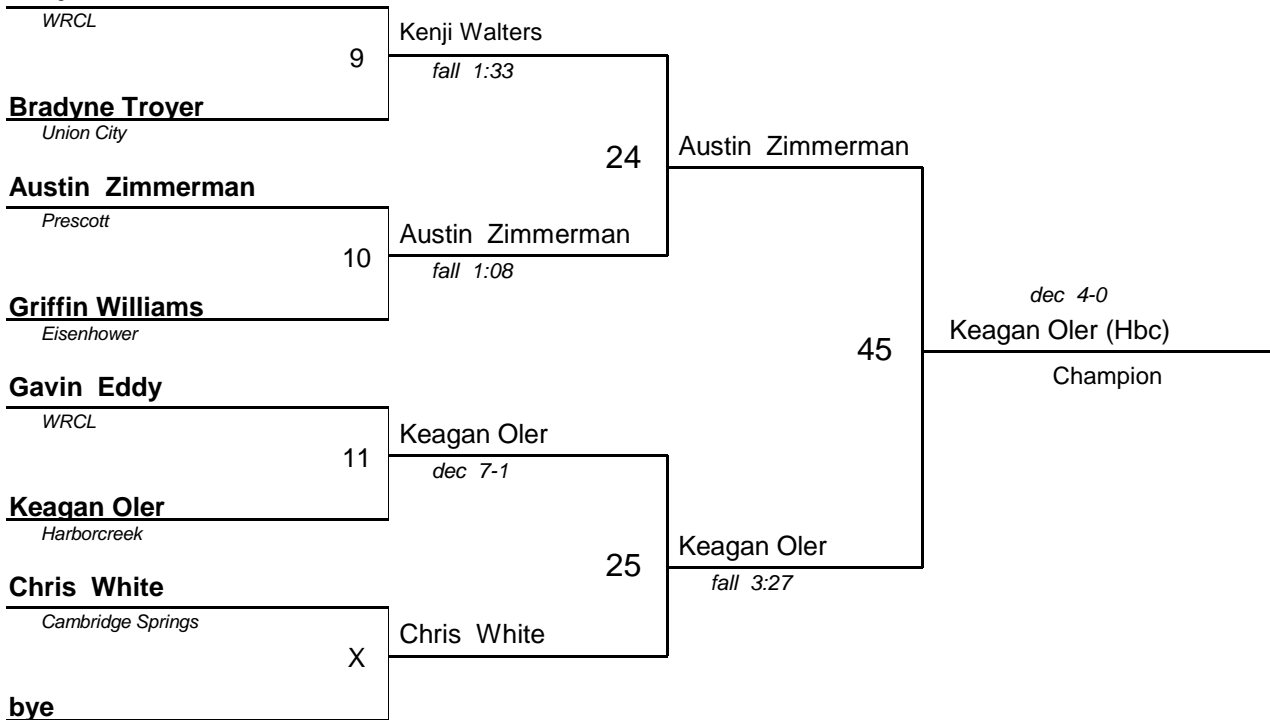 WRCL
9
Kenji Walters
fall 1:33
Bradyne Troyer
Union City
24
Austin Zimmerman
Austin Zimmerman
Prescott
10
Austin Zimmerman
fall 1:08
Griffin Williams
Eisenhower
45
dec 4-0
Keagan Oler (Hbc)
Champion
Gavin Eddy
WRCL
11
Keagan Oler
dec 7-1
Keagan Oler
Harborcreek
25
Keagan Oler
fall 3:27
Chris White
Cambridge Springs
X
Chris White
bye